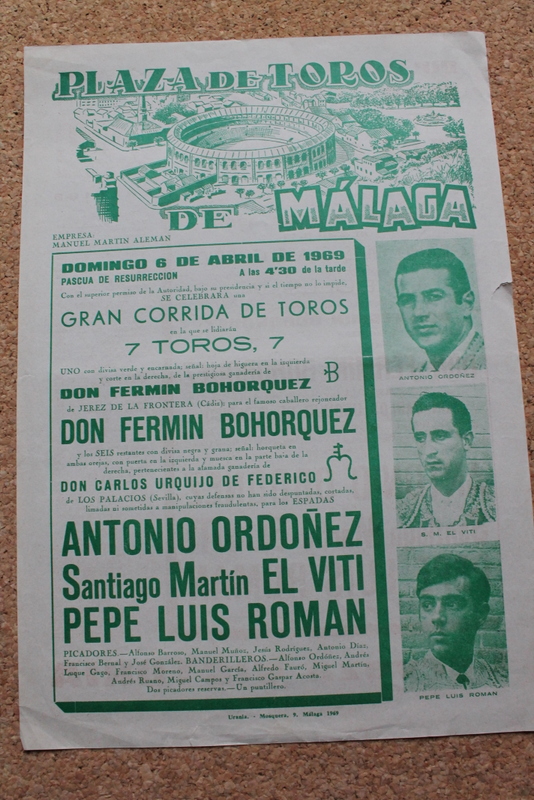 PLAZA DE TOROS
DE MÁLAGA
EMPRESA:
MANUEL MARTIN ALEMAN
DOMINGO 6 DE ABRIL DE 1969
PASCUA DE RESURRECCION A las 4'30 de la tarde
Con el superior permiso de la Autoridad, bajo su presidencia y si el tiempo no lo impide,
SE CELEBRARA una
GRAN CORRIDA DE TOROS
en la que se lidiarán
7 TOROS, 7
UNO con divisa verde y encarnada; señal: hoja de higuera en la izquierda
y corte en la derecha, de la prestigiosa ganadería de
DON FERMIN BOHORQUEZ
B
de JEREZ DE LA FRONTERA (Cádiz); para el famoso caballero rejoneador
DON FERMIN BOHORQUEZ
y los SEIS restantes con divisa negra y grana; señal: horqueta en
ambas orejas, con puerta en la izquierda y muesca en la parte baja de la
derecha, pertenecientes a la afamada ganadería de
DON CARLOS URQUIJO DE FEDERICO
de LOS PALACIOS (Sevilla), cuyas defensas no han sido despuntadas, cortadas,
limadas ni sometidas a manipulaciones fraudulentas, para los ESPADAS
ANTONIO ORDOÑEZ
Santiago Martín EL VITI
PEPE LUIS ROMAN
PICADORES.—Alfonso Barroso, Manuel Muñoz, Jesús Rodríguez, Antonio Díaz,
Francisco Bernal y José González. BANDERILLEROS.—Alfonso Ordóñez, Andrés
Luque Gago, Francisco Moreno, Manuel García, Alfredo Fauró, Miguel Martín,
Andrés Ruano, Miguel Campos y Francisco Gaspar Acosta.
Dos picadores reservas.—Un puntillero.
ANTONIO ORDOÑEZ
S. M. EL VITI
PEPE LUIS ROMAN
Urania. - Mosquera, 9. Málaga 1969